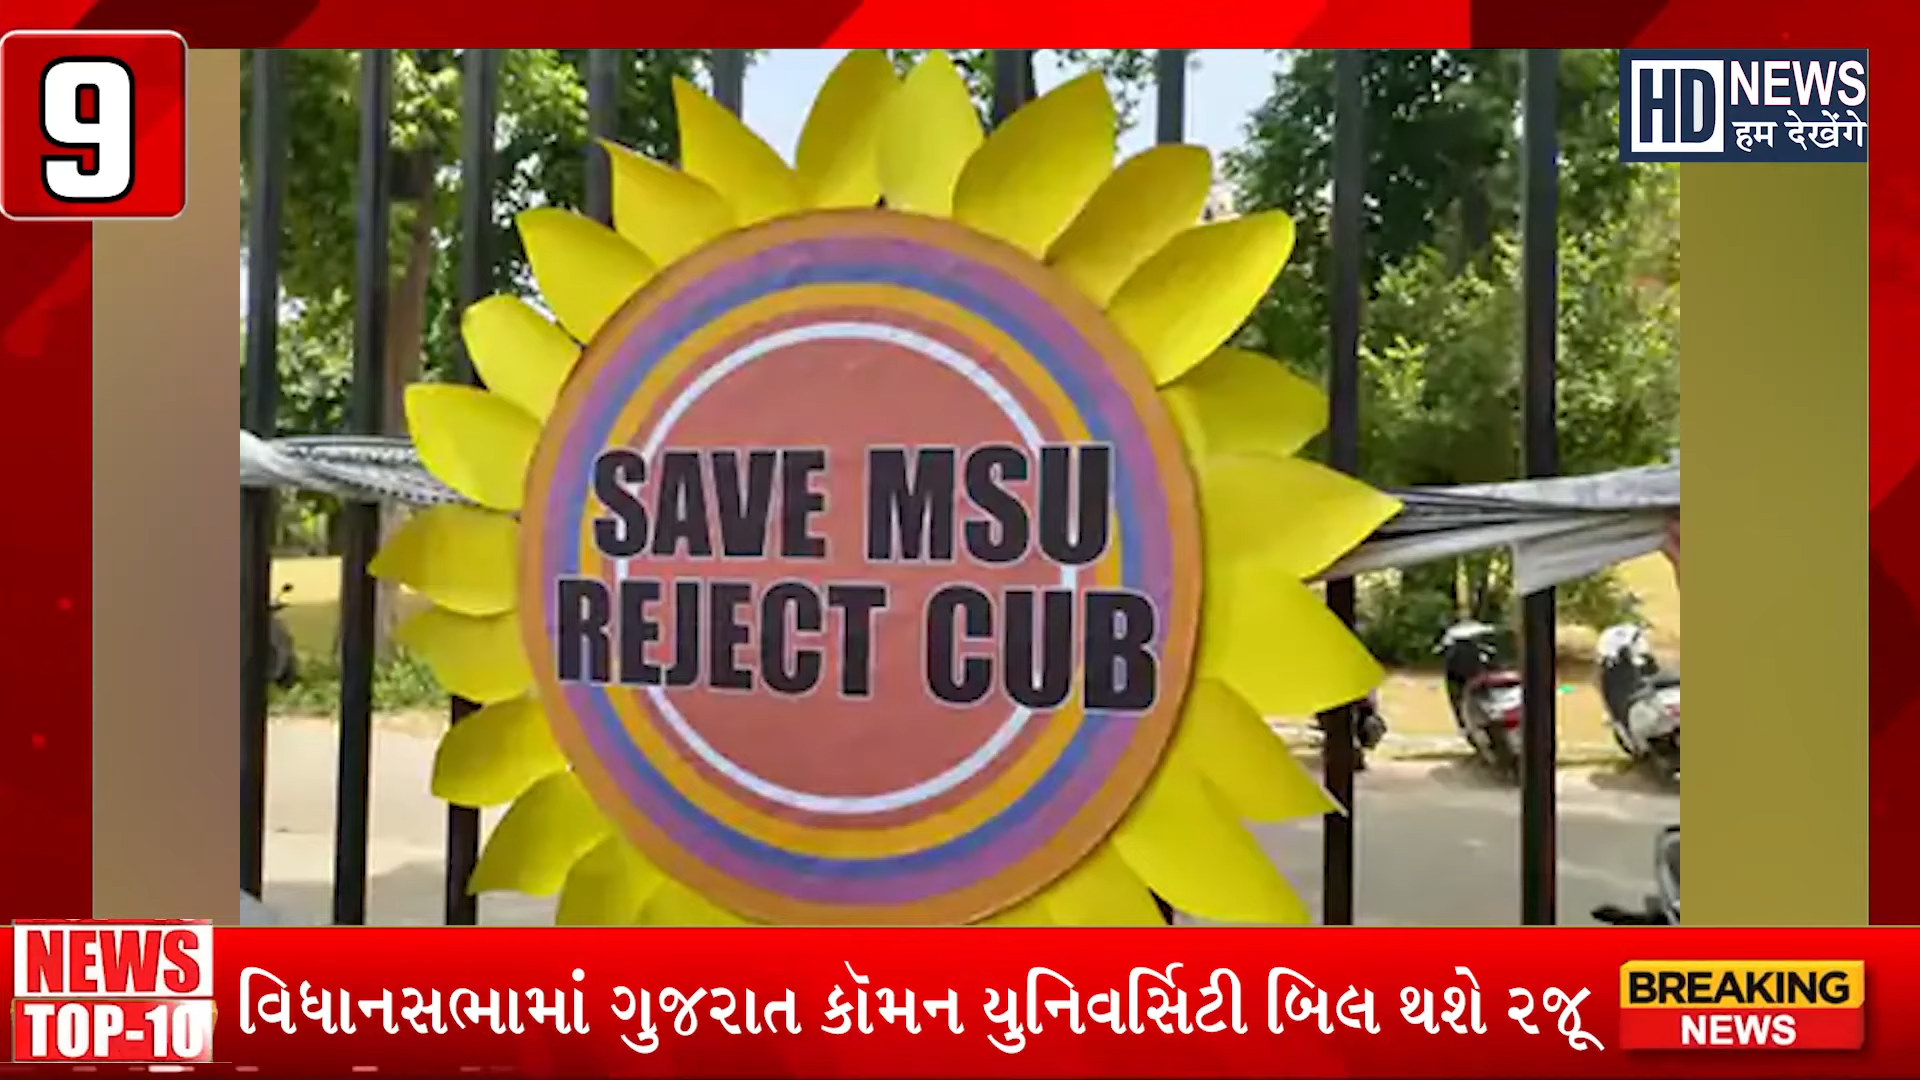 9
HD NEWS
हम देखेंगे
SAVE MSU
REJECT CUB
NEWS
TOP-10
વિધાનસભામાં ગુજરાત કૉમન યુનિવર્સિટી બિલ થશે રજૂ
BREAKING
NEWS